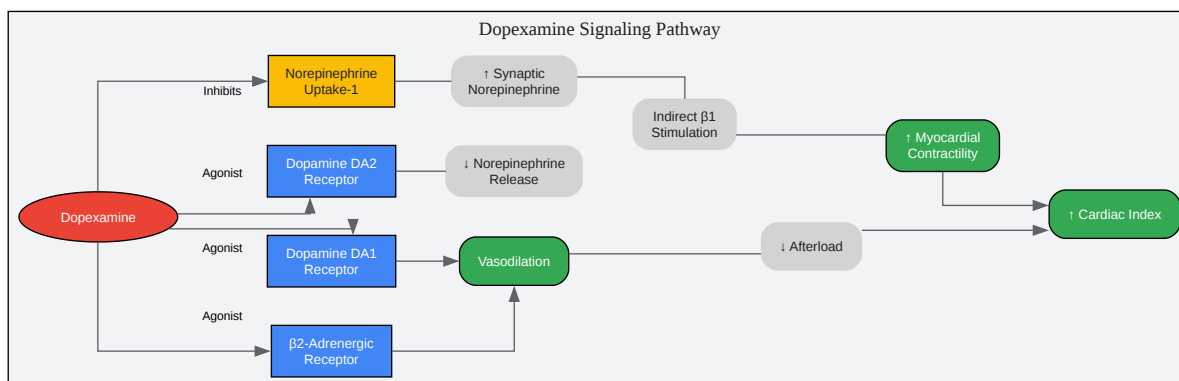 Dopexamine Signaling Pathway
Norepinephrine
Uptake-1
↑ Synaptic
Norepinephrine
Inhibits
Indirect β1
Stimulation
↑ Myocardial
Contractility
Dopamine DA2
Receptor
↓ Norepinephrine
Release
Agonist
Dopexamine
↑ Cardiac Index
Agonist
Dopamine DA1
Receptor
Vasodilation
↓ Afterload
Agonist
β2-Adrenergic
Receptor